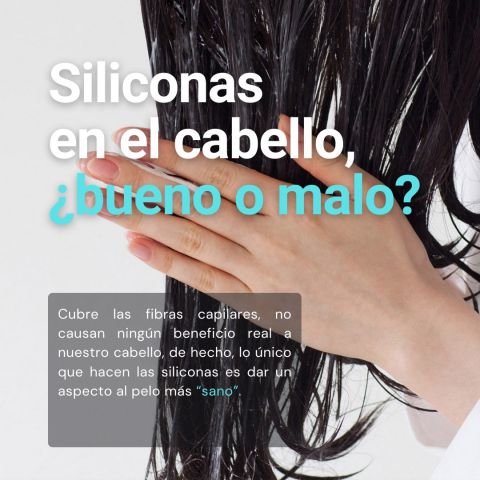 Siliconas
en el cabello,
¿bueno o malo?
Cubre las fibras capilares, no
causan ningún beneficio real a
nuestro cabello, de hecho, lo único
que hacen las siliconas es dar un
aspecto al pelo más “sano”.